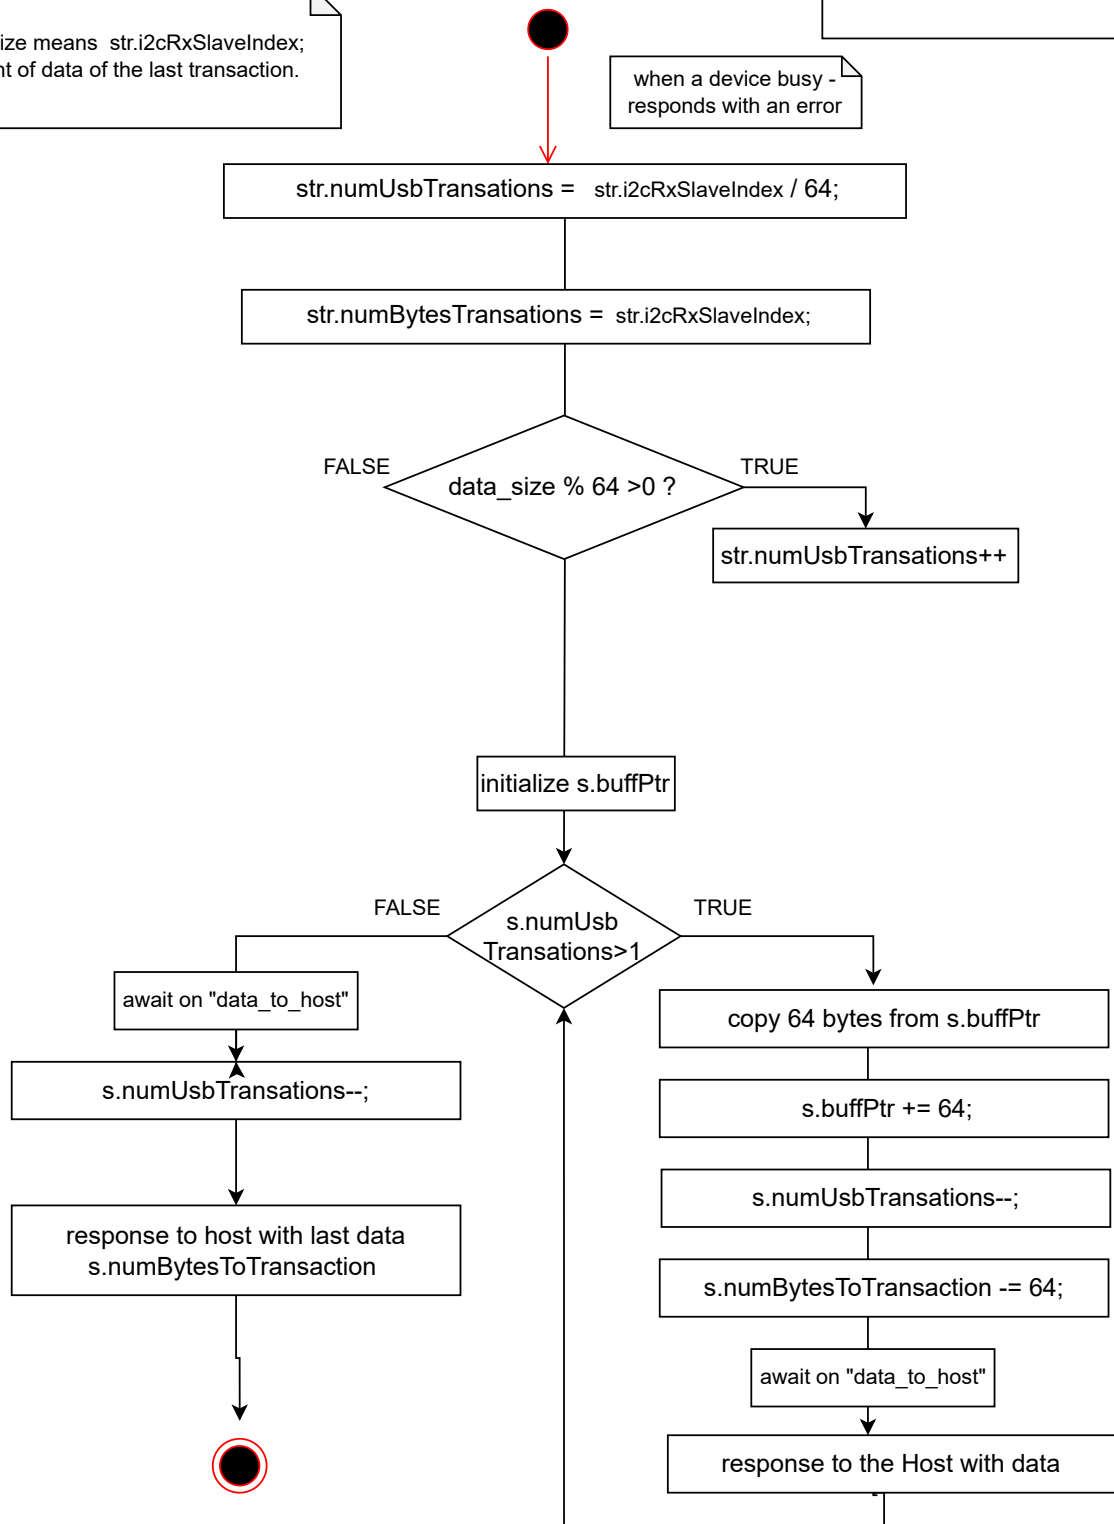 ize means  str.i2cRxSlaveIndex;
nt of data of the last transaction.
when a device busy -
responds with an error
str.numUsbTransations =   str.i2cRxSlaveIndex / 64;
str.numBytesTransations =  str.i2cRxSlaveIndex;
FALSE
data_size % 64 >0 ?
TRUE
str.numUsbTransations++
initialize s.buffPtr
FALSE
s.numUsb
Transations>1
TRUE
await on "data_to_host"
s.numUsbTransations--;
response to host with last data
s.numBytesToTransaction
copy 64 bytes from s.buffPtr
s.buffPtr += 64;
s.numUsbTransations--;
s.numBytesToTransaction -= 64;
await on "data_to_host"
response to the Host with data